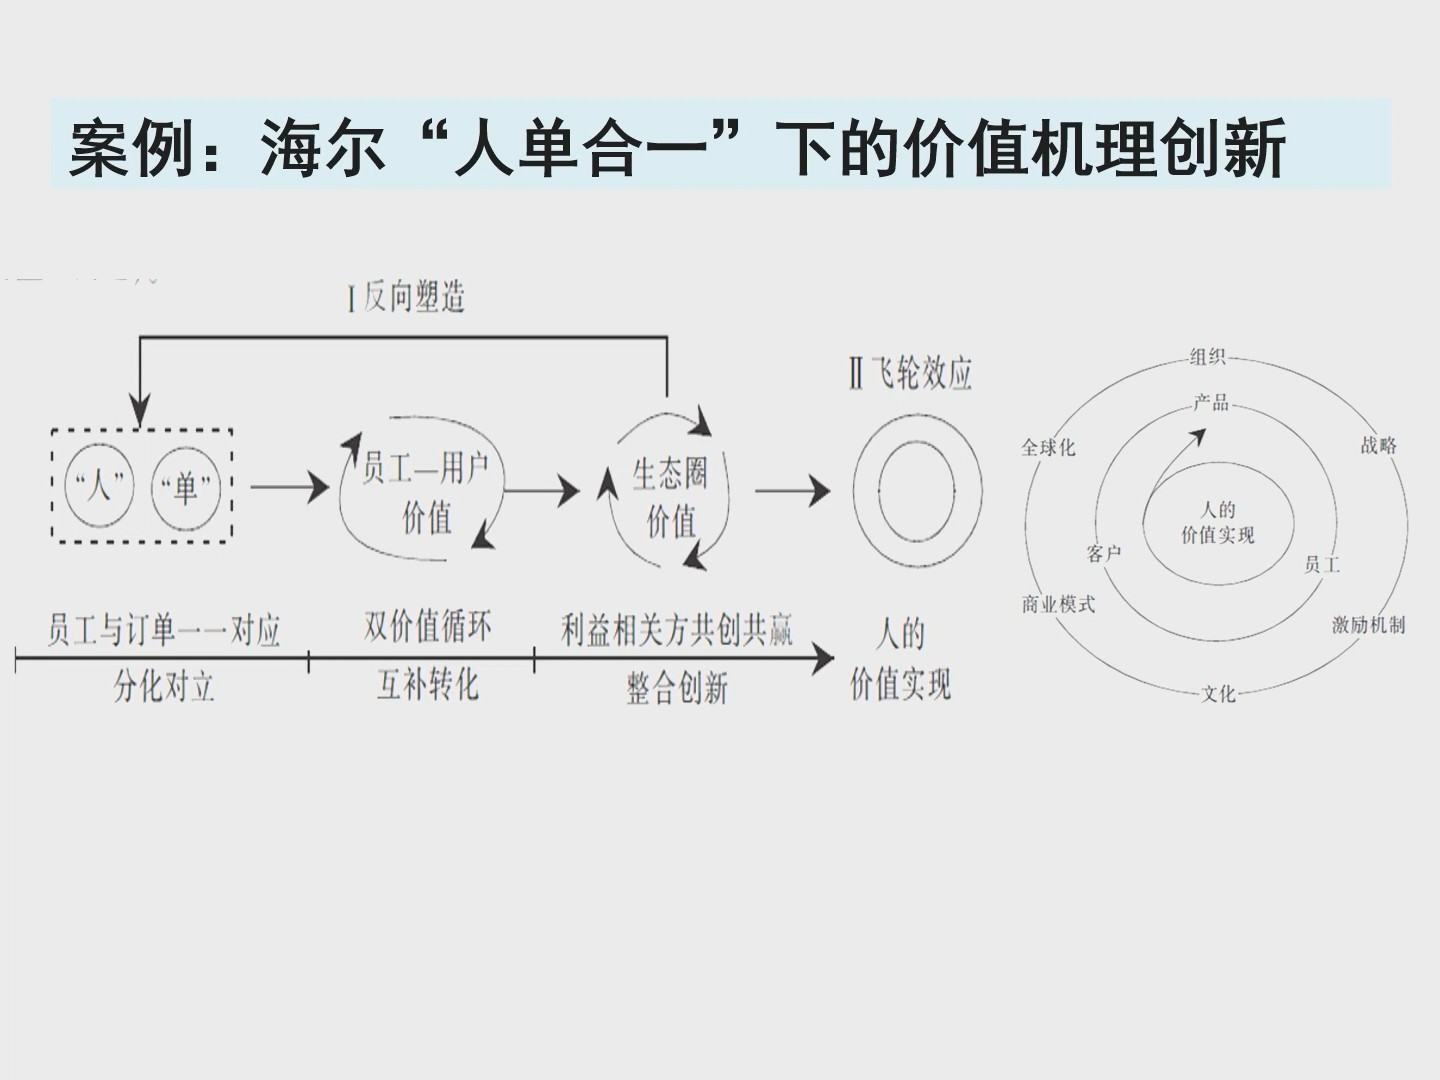 案例：海尔“人单合一”下的价值机理创新
Ⅰ反向塑造
“人”
“单”
员工—用户
价值
生态圈
价值
Ⅱ飞轮效应
员工与订单一一对应
双价值循环
利益相关方共创共赢
分化对立
互补转化
整合创新
人的
价值实现
组织
产品
全球化
战略
人的
价值实现
客户
员工
商业模式
激励机制
文化